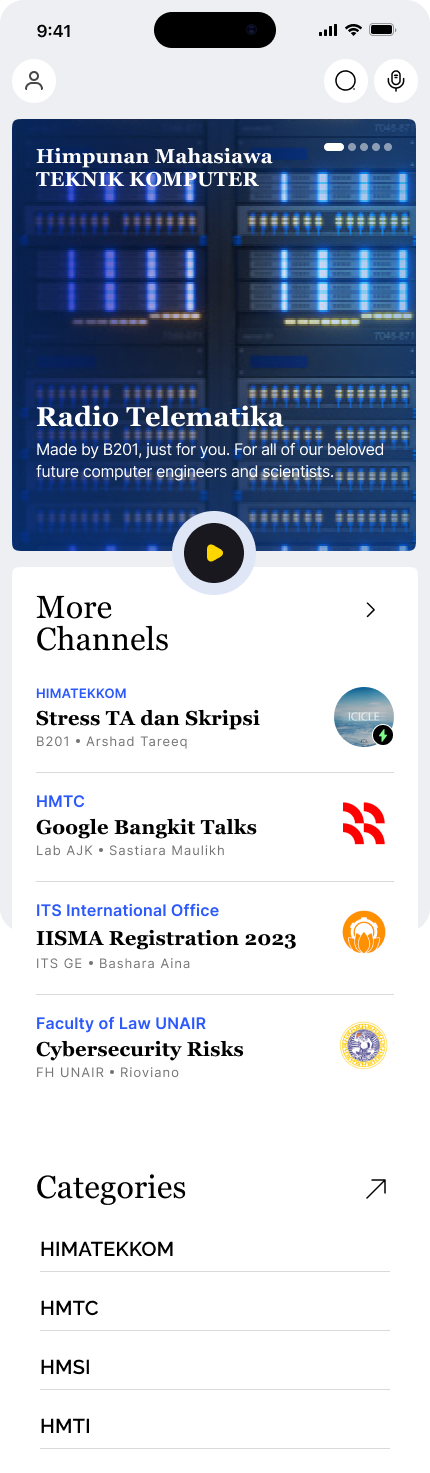 9:41
Himpunan Mahasiawa
TEKNIK KOMPUTER
Radio Telematika
Made by B201, just for you. For all of our beloved
future computer engineers and scientists.
More
Channels
HIMATEKKOM
Stress TA dan Skripsi
B201 • Arshad Tareeq
ICICLE
HMTC
Google Bangkit Talks
Lab AJK • Sastiara Maulikh
ITS International Office
IISMA Registration 2023
ITS GE • Bashara Aina
Faculty of Law UNAIR
Cybersecurity Risks
FH UNAIR • Rioviano
Categories
HIMATEKKOM
HMTC
HMSI
HMTI